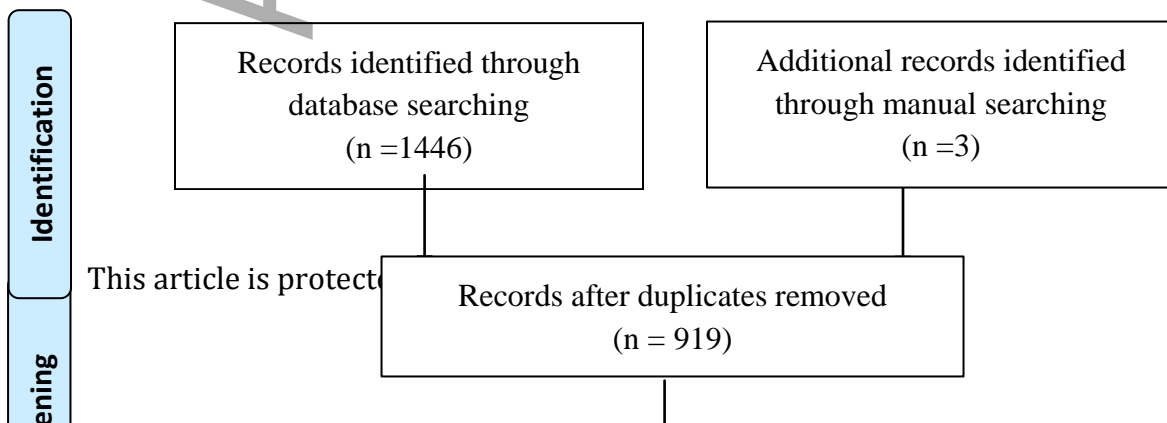 Records identified through
database searching
(n =1446)
Additional records identified
through manual searching
(n =3)
Identification
This article is protecte
Records after duplicates removed
(n = 919)
ening